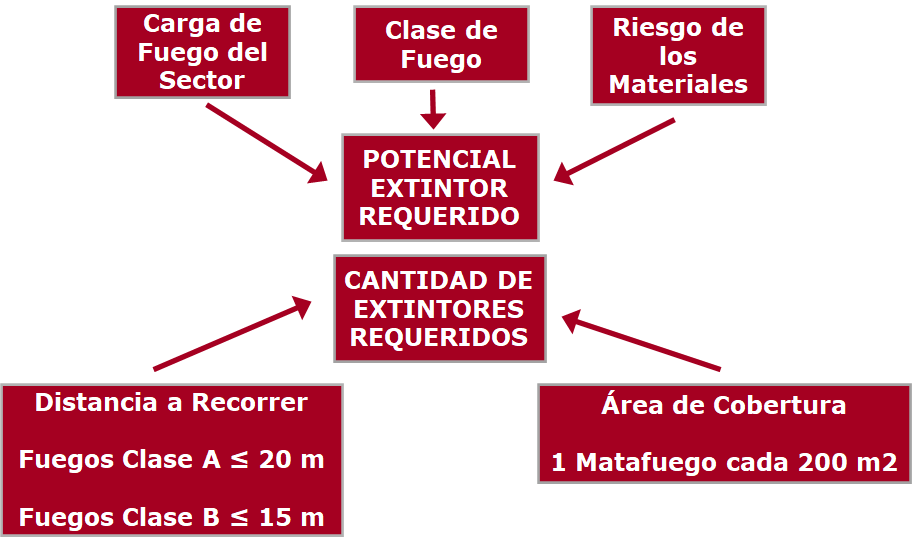 Carga de
Fuego del
Sector
Clase de
Fuego
Riesgo de
los
Materiales
POTENCIAL
EXTINTOR
REQUERIDO
CANTIDAD DE
EXTINTORES
REQUERIDOS
Distancia a Recorrer
Fuegos Clase A ≤ 20 m
Fuegos Clase B ≤ 15 m
Área de Cobertura
1 Matafuego cada 200 m2